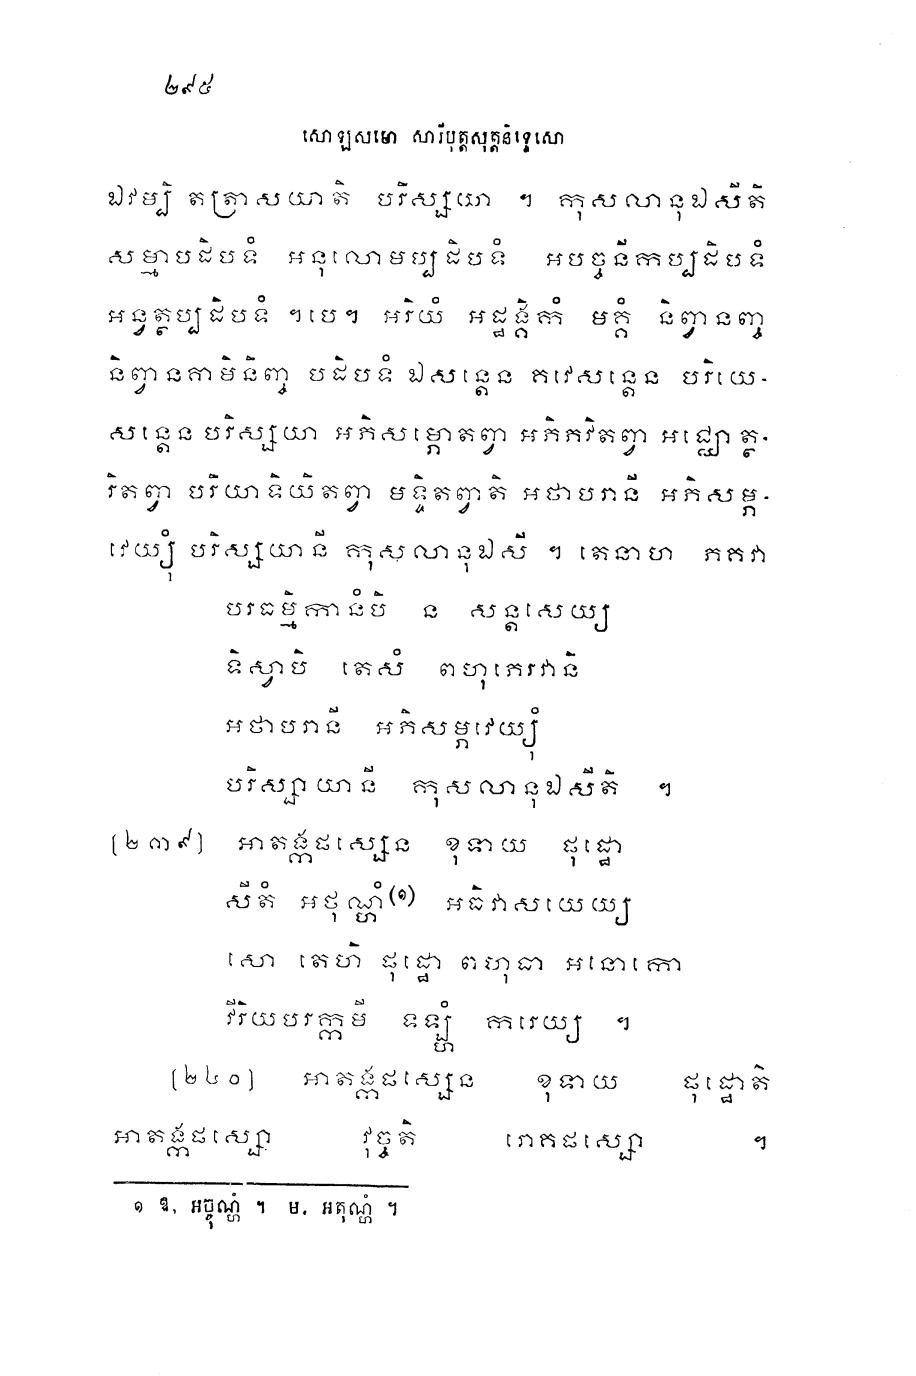 ២៩៥
សោឡសមោ សារីបុត្តសុត្តនិទ្ទេសោ
ឯវម្បិ តត្រាសយាតិ បរិស្សយា ។ កុសលានុឯសីតិ
សម្មាបដិបទំ អនុលោមប្បដិបទំ អបច្ចនីកប្បដិបទំ
អន្វត្ថប្បដិបទំ ។បេ។ អរិយំ អដ្ឋង្គិកំ មគ្គំ និព្វានញ្ច
និព្វានគាមិនិញ្ច បដិបទំ ឯសន្តេន គវេសន្តេន បរិយេ-
សន្តេន បរិស្សយា អភិសម្ភោតញ្វា អភិភវិតញ្វា អជ្ឈោត្ថ-
រិតញ្វា បរិយាទិយិតញ្វា មទ្ទិតញ្វាតិ អថាបរានិ អភិសម្ភ-
វេយ្យុំ បរិស្សយានិ កុសលានុឯសី ។ តេនាហ ភគវា
បរធម្មិកានំបិ ន សន្តសេយ្យ
ទិស្វាបិ តេសំ ពហុភេរវានិ
អថាបរានិ អភិសម្ភវេយ្យុំ
បរិស្សាយានិ កុសលានុឯសីតិ ។
[២៣៩] អាតង្កផស្សេន ខុទាយ ផុដ្ឋោ
សីតំ អថុណ្ហំ(១) អធិវាសយេយ្យ
សោ តេហិ ផុដ្ឋោ ពហុធា អនោកោ
វីរិយបរក្កមំ ទឡ្ហំ ករេយ្យ ។
[២៤០] អាតង្កផស្សេន ខុទាយ ផុដ្ឋោតិ
អាតង្កផស្សោ វុច្ចតិ រោគផស្សោ ។
១ ឱ. អច្ចុណ្ហំ ។ ម. អតុណ្ហំ ។